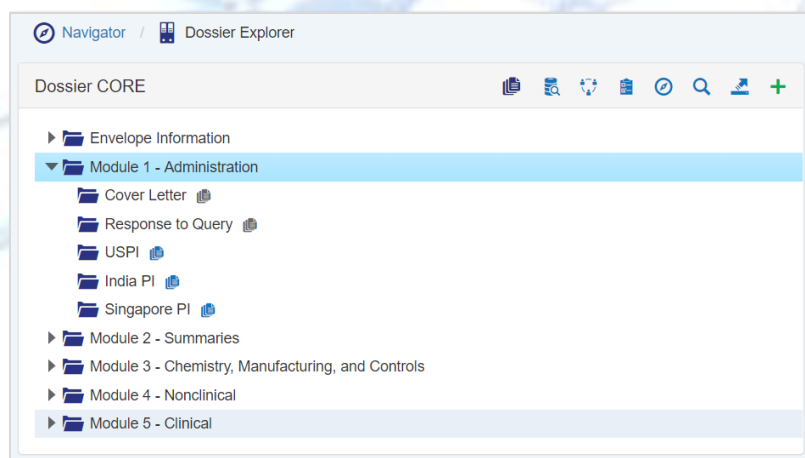 Navigator / Dossier Explorer
Dossier CORE
Envelope Information
Module 1 - Administration
Cover Letter
Response to Query
USPI
India PI
Singapore PI
Module 2 - Summaries
Module 3 - Chemistry, Manufacturing, and Controls
Module 4 - Nonclinical
Module 5 - Clinical